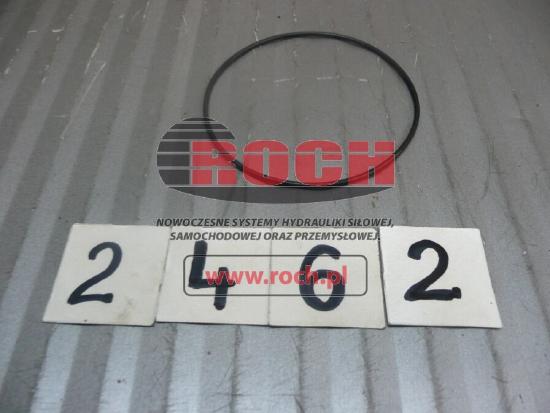 ROCH
NOWOCZESNE SYSTEMY HYDRAULIKI SIŁOWEJ,
SAMOCHODOWEJ ORAZ PRZEMYSŁOWEJ.
www.roch.pl
2 4 6 2